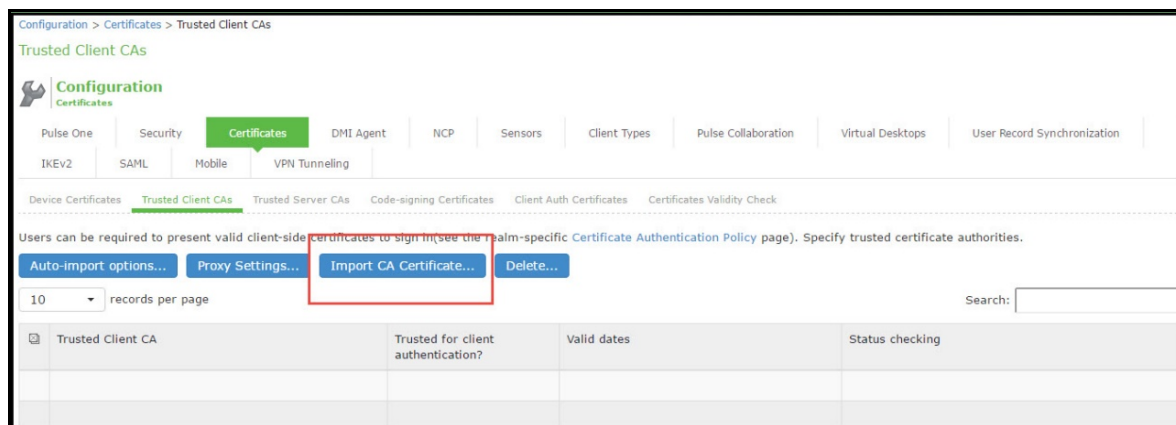 Configuration > Certificates > Trusted Client CAs
Trusted Client CAs
Configuration
Certificates
Pulse One Security Certificates DMI Agent NCP Sensors Client Types Pulse Collaboration Virtual Desktops User Record Synchronization
IKEv2 SAML Mobile VPN Tunneling
Device Certificates Trusted Client CAs Trusted Server CAs Code-signing Certificates Client Auth Certificates Certificates Validity Check
Users can be required to present valid client-side certificates to sign in(see the realm-specific Certificate Authentication Policy page). Specify trusted certificate authorities.
Auto-import options... Proxy Settings... Import CA Certificate... Delete...
10 records per page Search:
Trusted Client CA Trusted for client Valid dates Status checking
authentication?